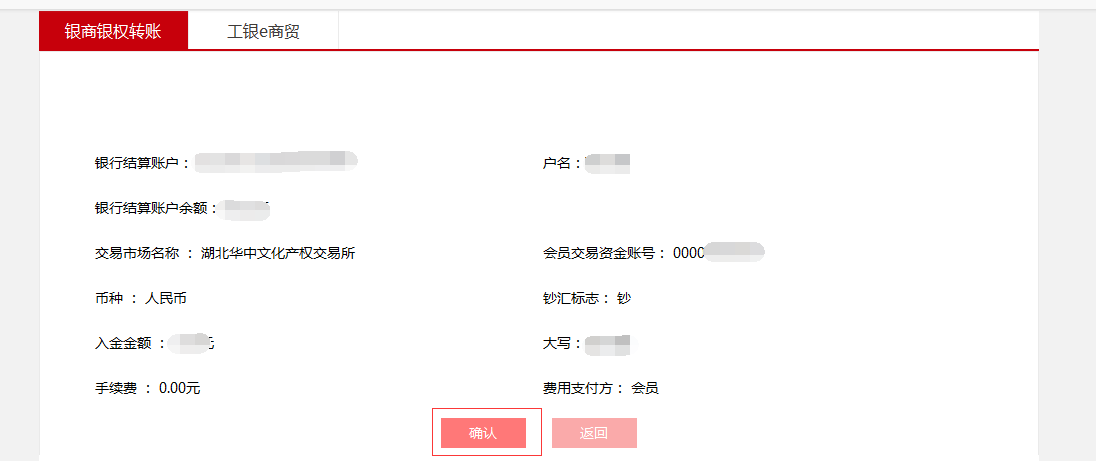 银商银权转账 工银e商贸
银行结算账户： 户名：
银行结算账户余额：
交易市场名称 ： 湖北华中文化产权交易所 会员交易资金账号： 0000
币种 ： 人民币 钞汇标志： 钞
入金金额 ： 元 大写：
手续费 ： 0.00元 费用支付方： 会员
确认 返回